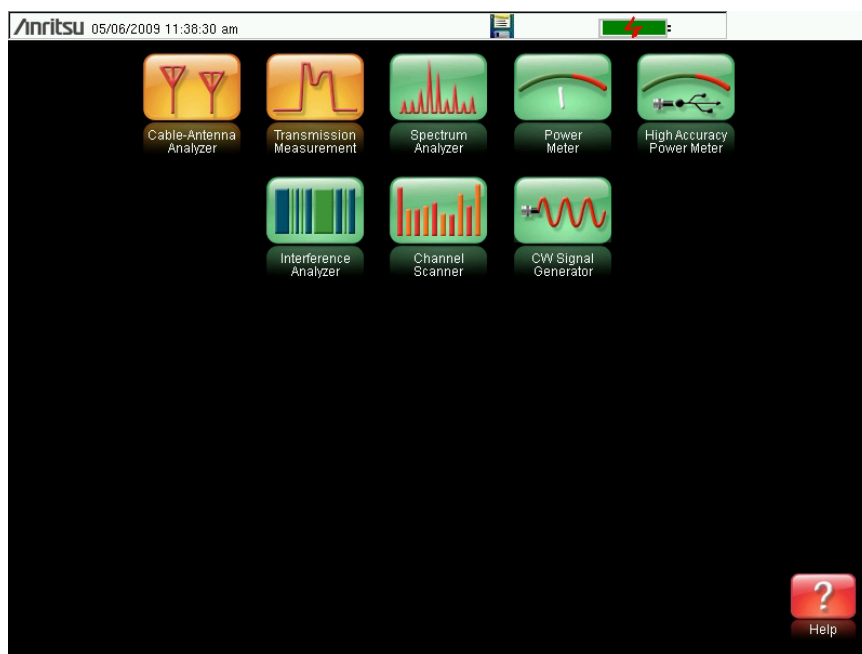 Anritsu 05/06/2009 11:38:30 am
Cable-Antenna
Analyzer
Transmission
Measurement
Spectrum
Analyzer
Power
Meter
High Accuracy
Power Meter
Interference
Analyzer
Channel
Scanner
CW Signal
Generator
?
Help